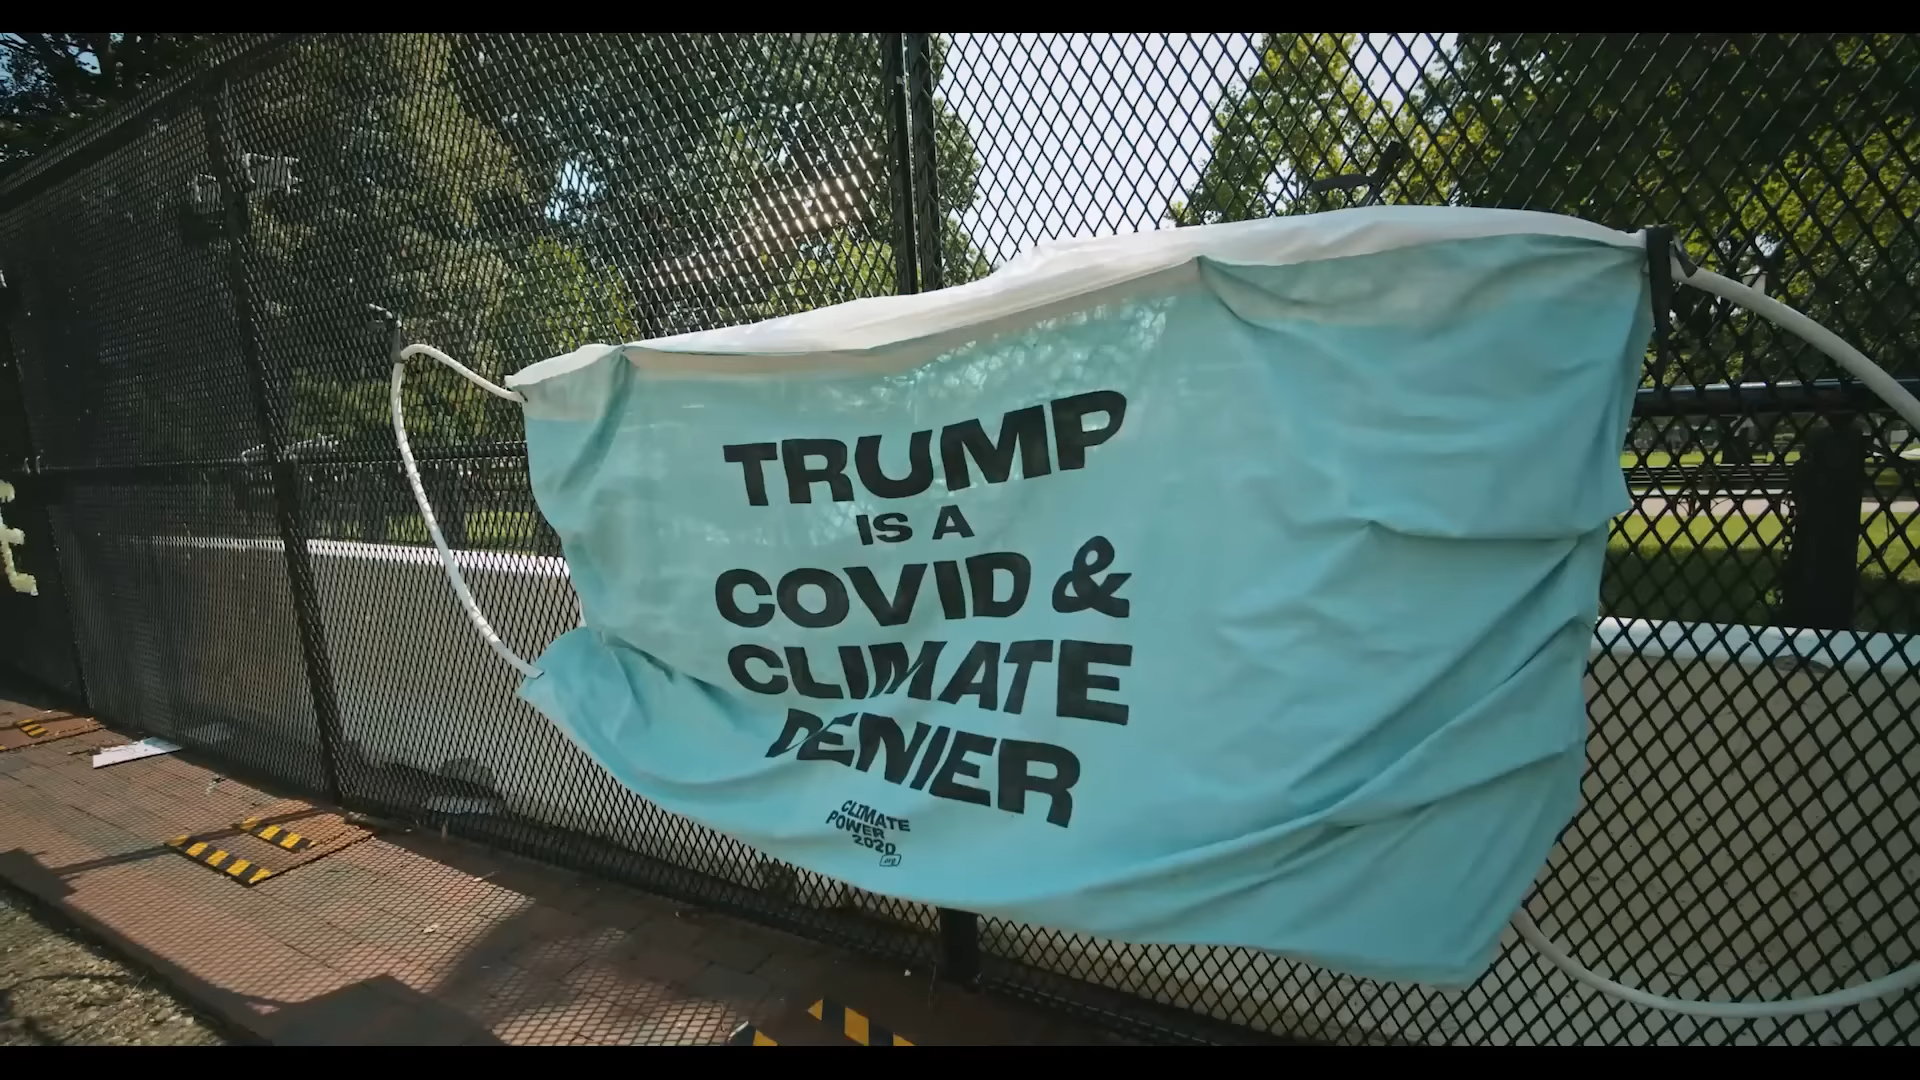 TRUMP
IS A
COVID &
CLIMATE
DENIER
CLIMATE
POWER
2020
.org